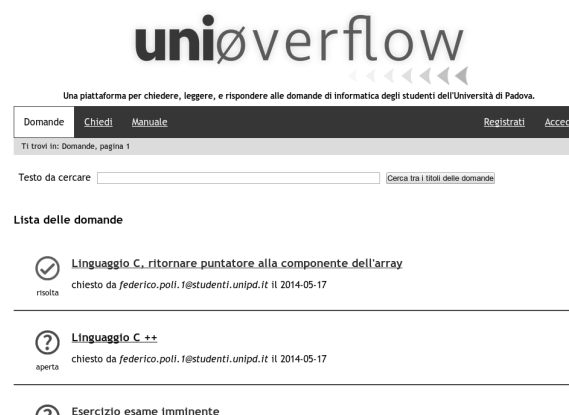 uniøverflow
Una piattaforma per chiedere, leggere, e rispondere alle domande di informatica degli studenti dell'Università di Padova.
Domande Chiedi Manuale Registrati
Ti trovi in: Domande, pagina 1
Testo da cercare Cerca tra i titoli delle domande
Lista delle domande
Linguaggio C, ritornare puntatore alla componente dell'array
risolta chiesto da federico.poli.1@studenti.unipd.it il 2014-05-17
Linguaggio C ++
aperta chiesto da federico.poli.1@studenti.unipd.it il 2014-05-17
Esercizio esame imminente